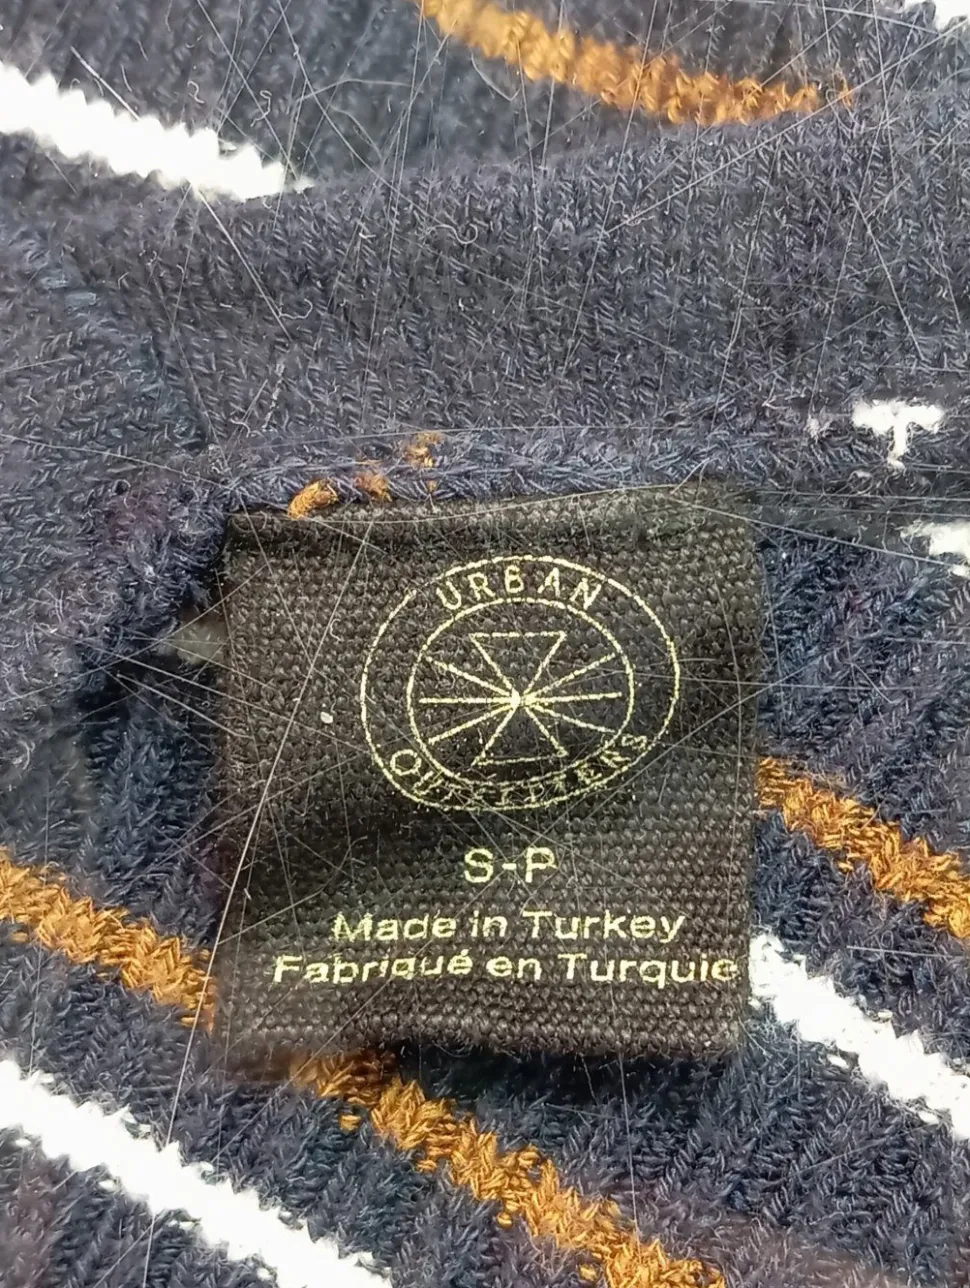 URBAN
OUTFITTERS
S-P
Made in Turkey
Fabriqué en Turquie